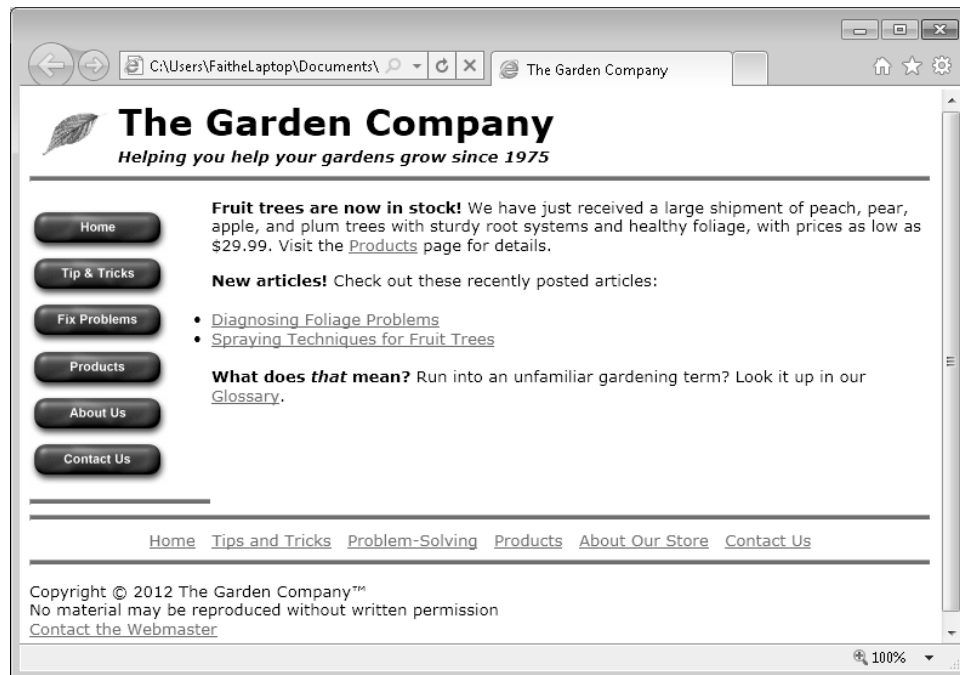 C:\Users\FaitheLaptop\Documents\
The Garden Company
The Garden Company
Helping you help your gardens grow since 1975
Home
Tip & Tricks
Fix Problems
Products
About Us
Contact Us
Fruit trees are now in stock! We have just received a large shipment of peach, pear,
apple, and plum trees with sturdy root systems and healthy foliage, with prices as low as
$29.99. Visit the Products page for details.
New articles! Check out these recently posted articles:
• Diagnosing Foliage Problems
• Spraying Techniques for Fruit Trees
What does that mean? Run into an unfamiliar gardening term? Look it up in our
Glossary.
Home Tips and Tricks Problem-Solving Products About Our Store Contact Us
Copyright © 2012 The Garden Company™
No material may be reproduced without written permission
Contact the Webmaster
100%